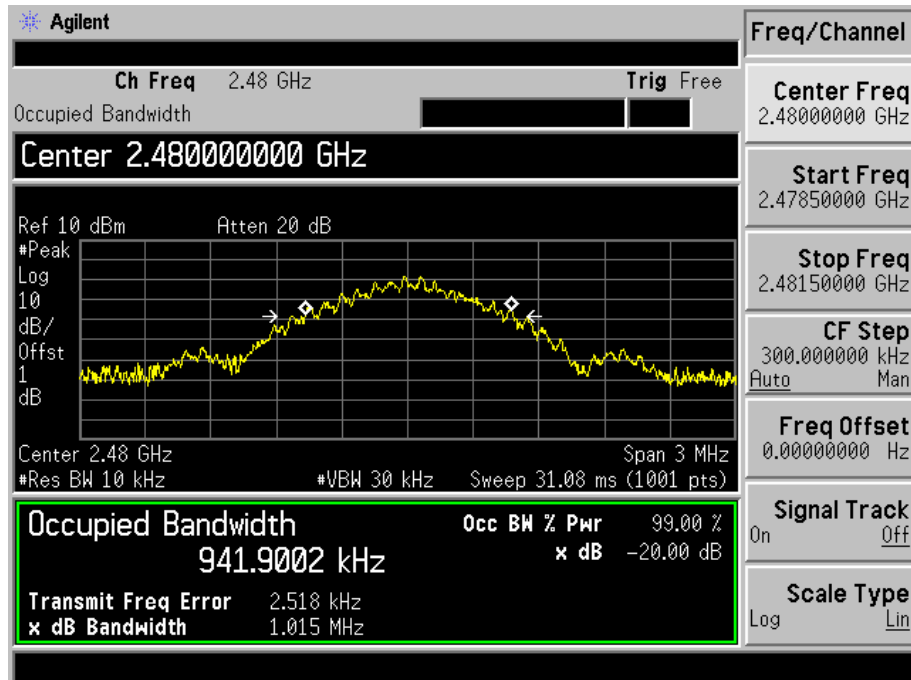 Agilent
Freq/Channel
Ch Freq 2.48 GHz Trig Free
Occupied Bandwidth
Center 2.480000000 GHz
Ref 10 dBm Atten 20 dB
#Peak
Log
10
dB/
Offst
1
dB
Center 2.48 GHz Span 3 MHz
#Res BW 10 kHz #VBW 30 kHz Sweep 31.08 ms (1001 pts)
Occupied Bandwidth
941.9002 kHz
Occ BW % Pwr 99.00 %
x dB -20.00 dB
Transmit Freq Error 2.518 kHz
x dB Bandwidth 1.015 MHz
Center Freq
2.48000000 GHz
Start Freq
2.47850000 GHz
Stop Freq
2.48150000 GHz
CF Step
300.000000 kHz
Auto Man
Freq Offset
0.00000000 Hz
Signal Track
On Off
Scale Type
Log Lin